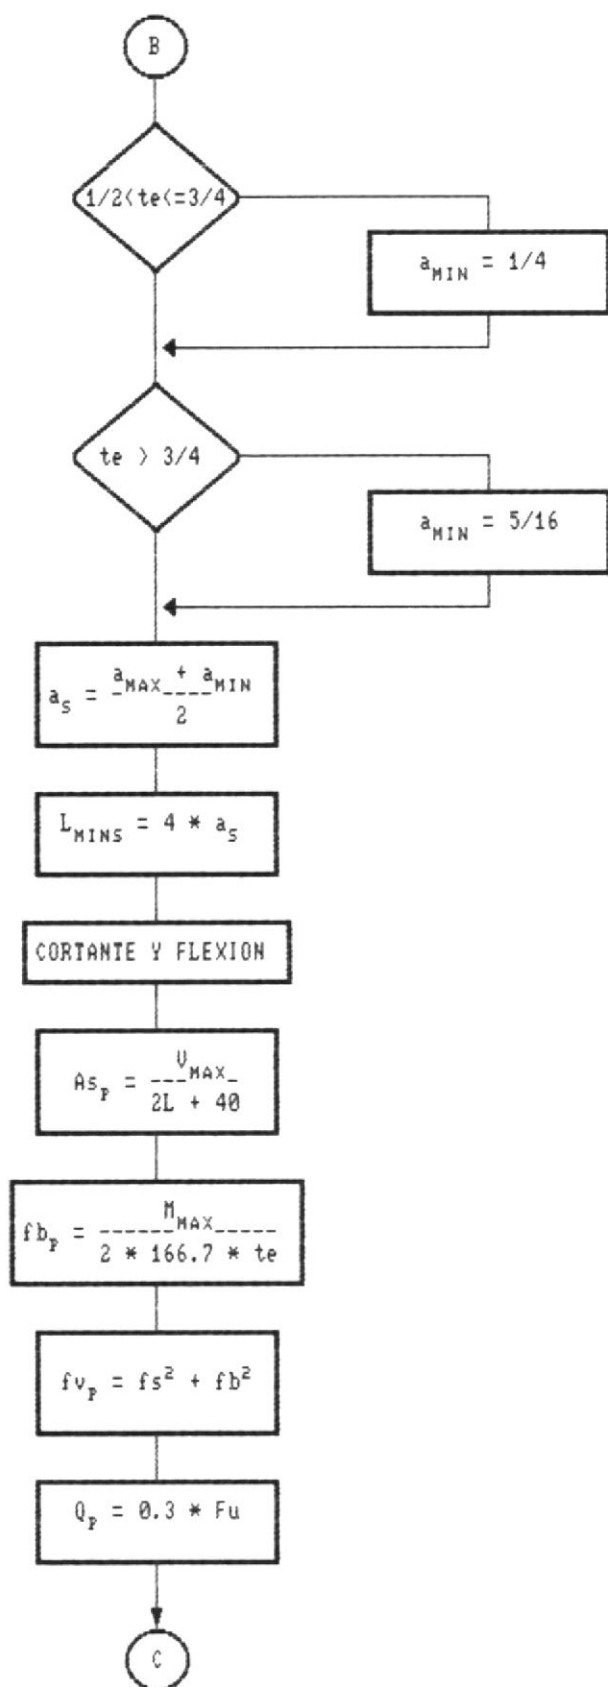 B
1/2<te<=3/4
a_MIN = 1/4
te > 3/4
a_MIN = 5/16
a_S = a_MAX + a_MIN
2
L_MINS = 4 * a_S
CORTANTE Y FLEXION
As_P = V_MAX
2L + 40
fb_P = M_MAX
2 * 166.7 * te
fv_P = fs² + fb²
Q_P = 0.3 * Fu
C